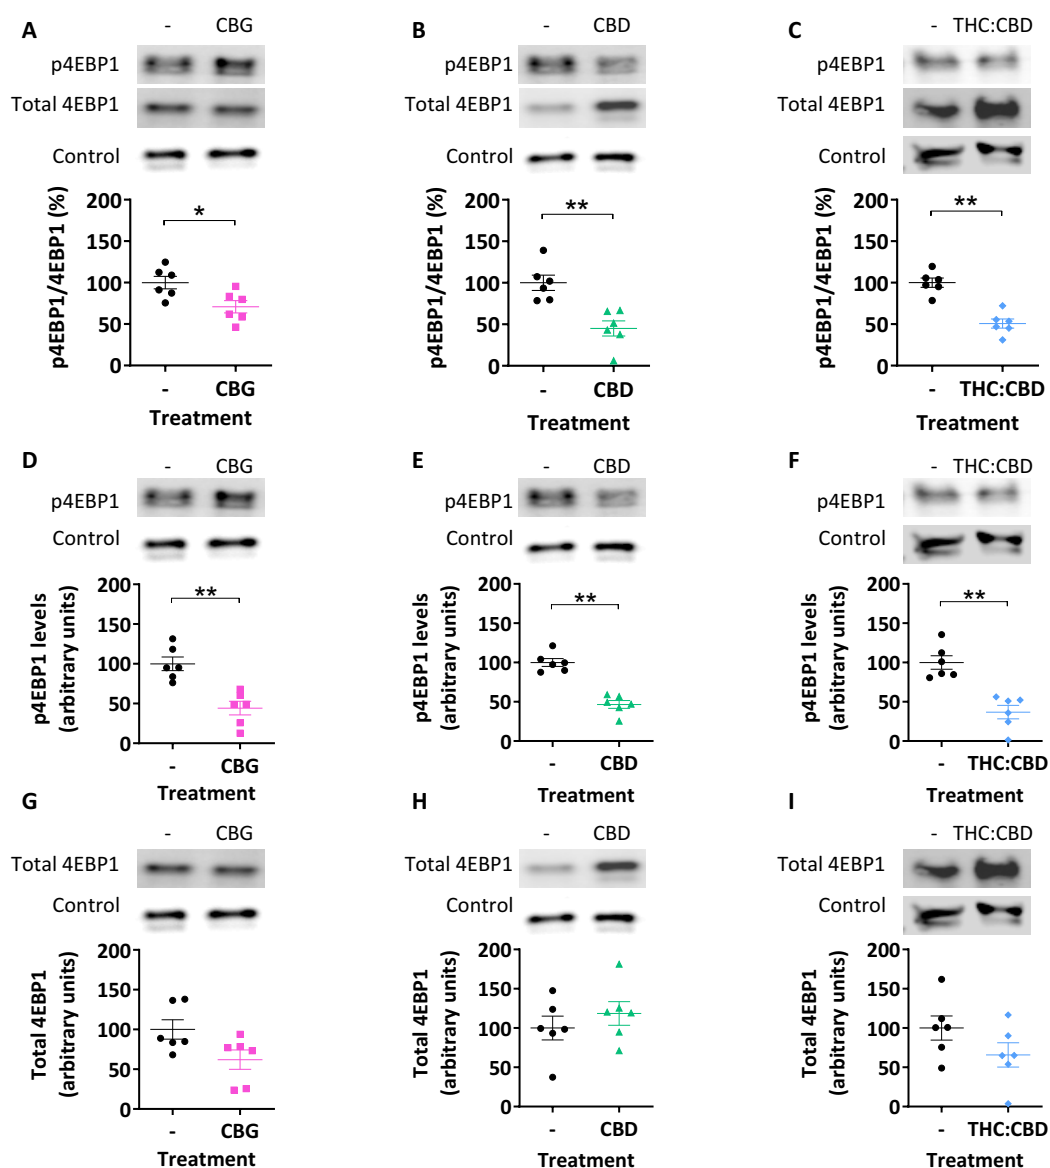 A
- CBG
p4EBP1
Total 4EBP1
Control
p4EBP1/4EBP1 (%)
200
150
100
50
0
*
- CBG
Treatment
B
- CBD
p4EBP1
Total 4EBP1
Control
p4EBP1/4EBP1 (%)
200
150
100
50
0
**
- CBD
Treatment
C
- THC:CBD
p4EBP1
Total 4EBP1
Control
p4EBP1/4EBP1 (%)
200
150
100
50
0
**
- THC:CBD
Treatment
D
- CBG
p4EBP1
Control
p4EBP1 levels
(arbitrary units)
200
150
100
50
0
**
- CBG
Treatment
E
- CBD
p4EBP1
Control
p4EBP1 levels
(arbitrary units)
200
150
100
50
0
**
- CBD
Treatment
F
- THC:CBD
p4EBP1
Control
p4EBP1 levels
(arbitrary units)
200
150
100
50
0
**
- THC:CBD
Treatment
G
- CBG
Total 4EBP1
Control
Total 4EBP1
(arbitrary units)
200
150
100
50
0
- CBG
Treatment
H
- CBD
Total 4EBP1
Control
Total 4EBP1
(arbitrary units)
200
150
100
50
0
- CBD
Treatment
I
- THC:CBD
Total 4EBP1
Control
Total 4EBP1
(arbitrary units)
200
150
100
50
0
- THC:CBD
Treatment